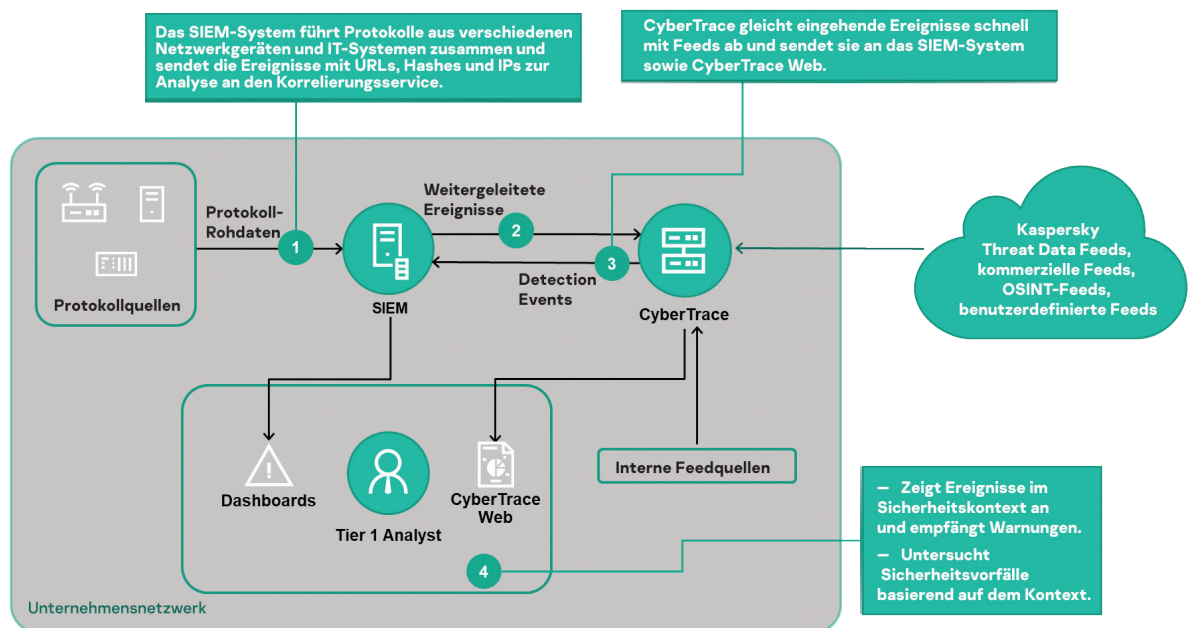 Das SIEM-System führt Protokolle aus verschiedenen
Netzwerkgeräten und IT-Systemen zusammen und
sendet die Ereignisse mit URLs, Hashes und IPs zur
Analyse an den Korrelierungsservice.
CyberTrace gleicht eingehende Ereignisse schnell
mit Feeds ab und sendet sie an das SIEM-System
sowie CyberTrace Web.
Protokollquellen
Protokoll-
Rohdaten
1
SIEM
Weitergeleitete
Ereignisse
2
3
Detection
Events
CyberTrace
Kaspersky
Threat Data Feeds,
kommerzielle Feeds,
OSINT-Feeds,
benutzerdefinierte Feeds
Dashboards
Tier 1 Analyst
CyberTrace
Web
Interne Feedquellen
4
– Zeigt Ereignisse im
Sicherheitskontext an
und empfängt Warnungen.
– Untersucht
Sicherheitsvorfälle
basierend auf dem Kontext.
Unternehmensnetzwerk